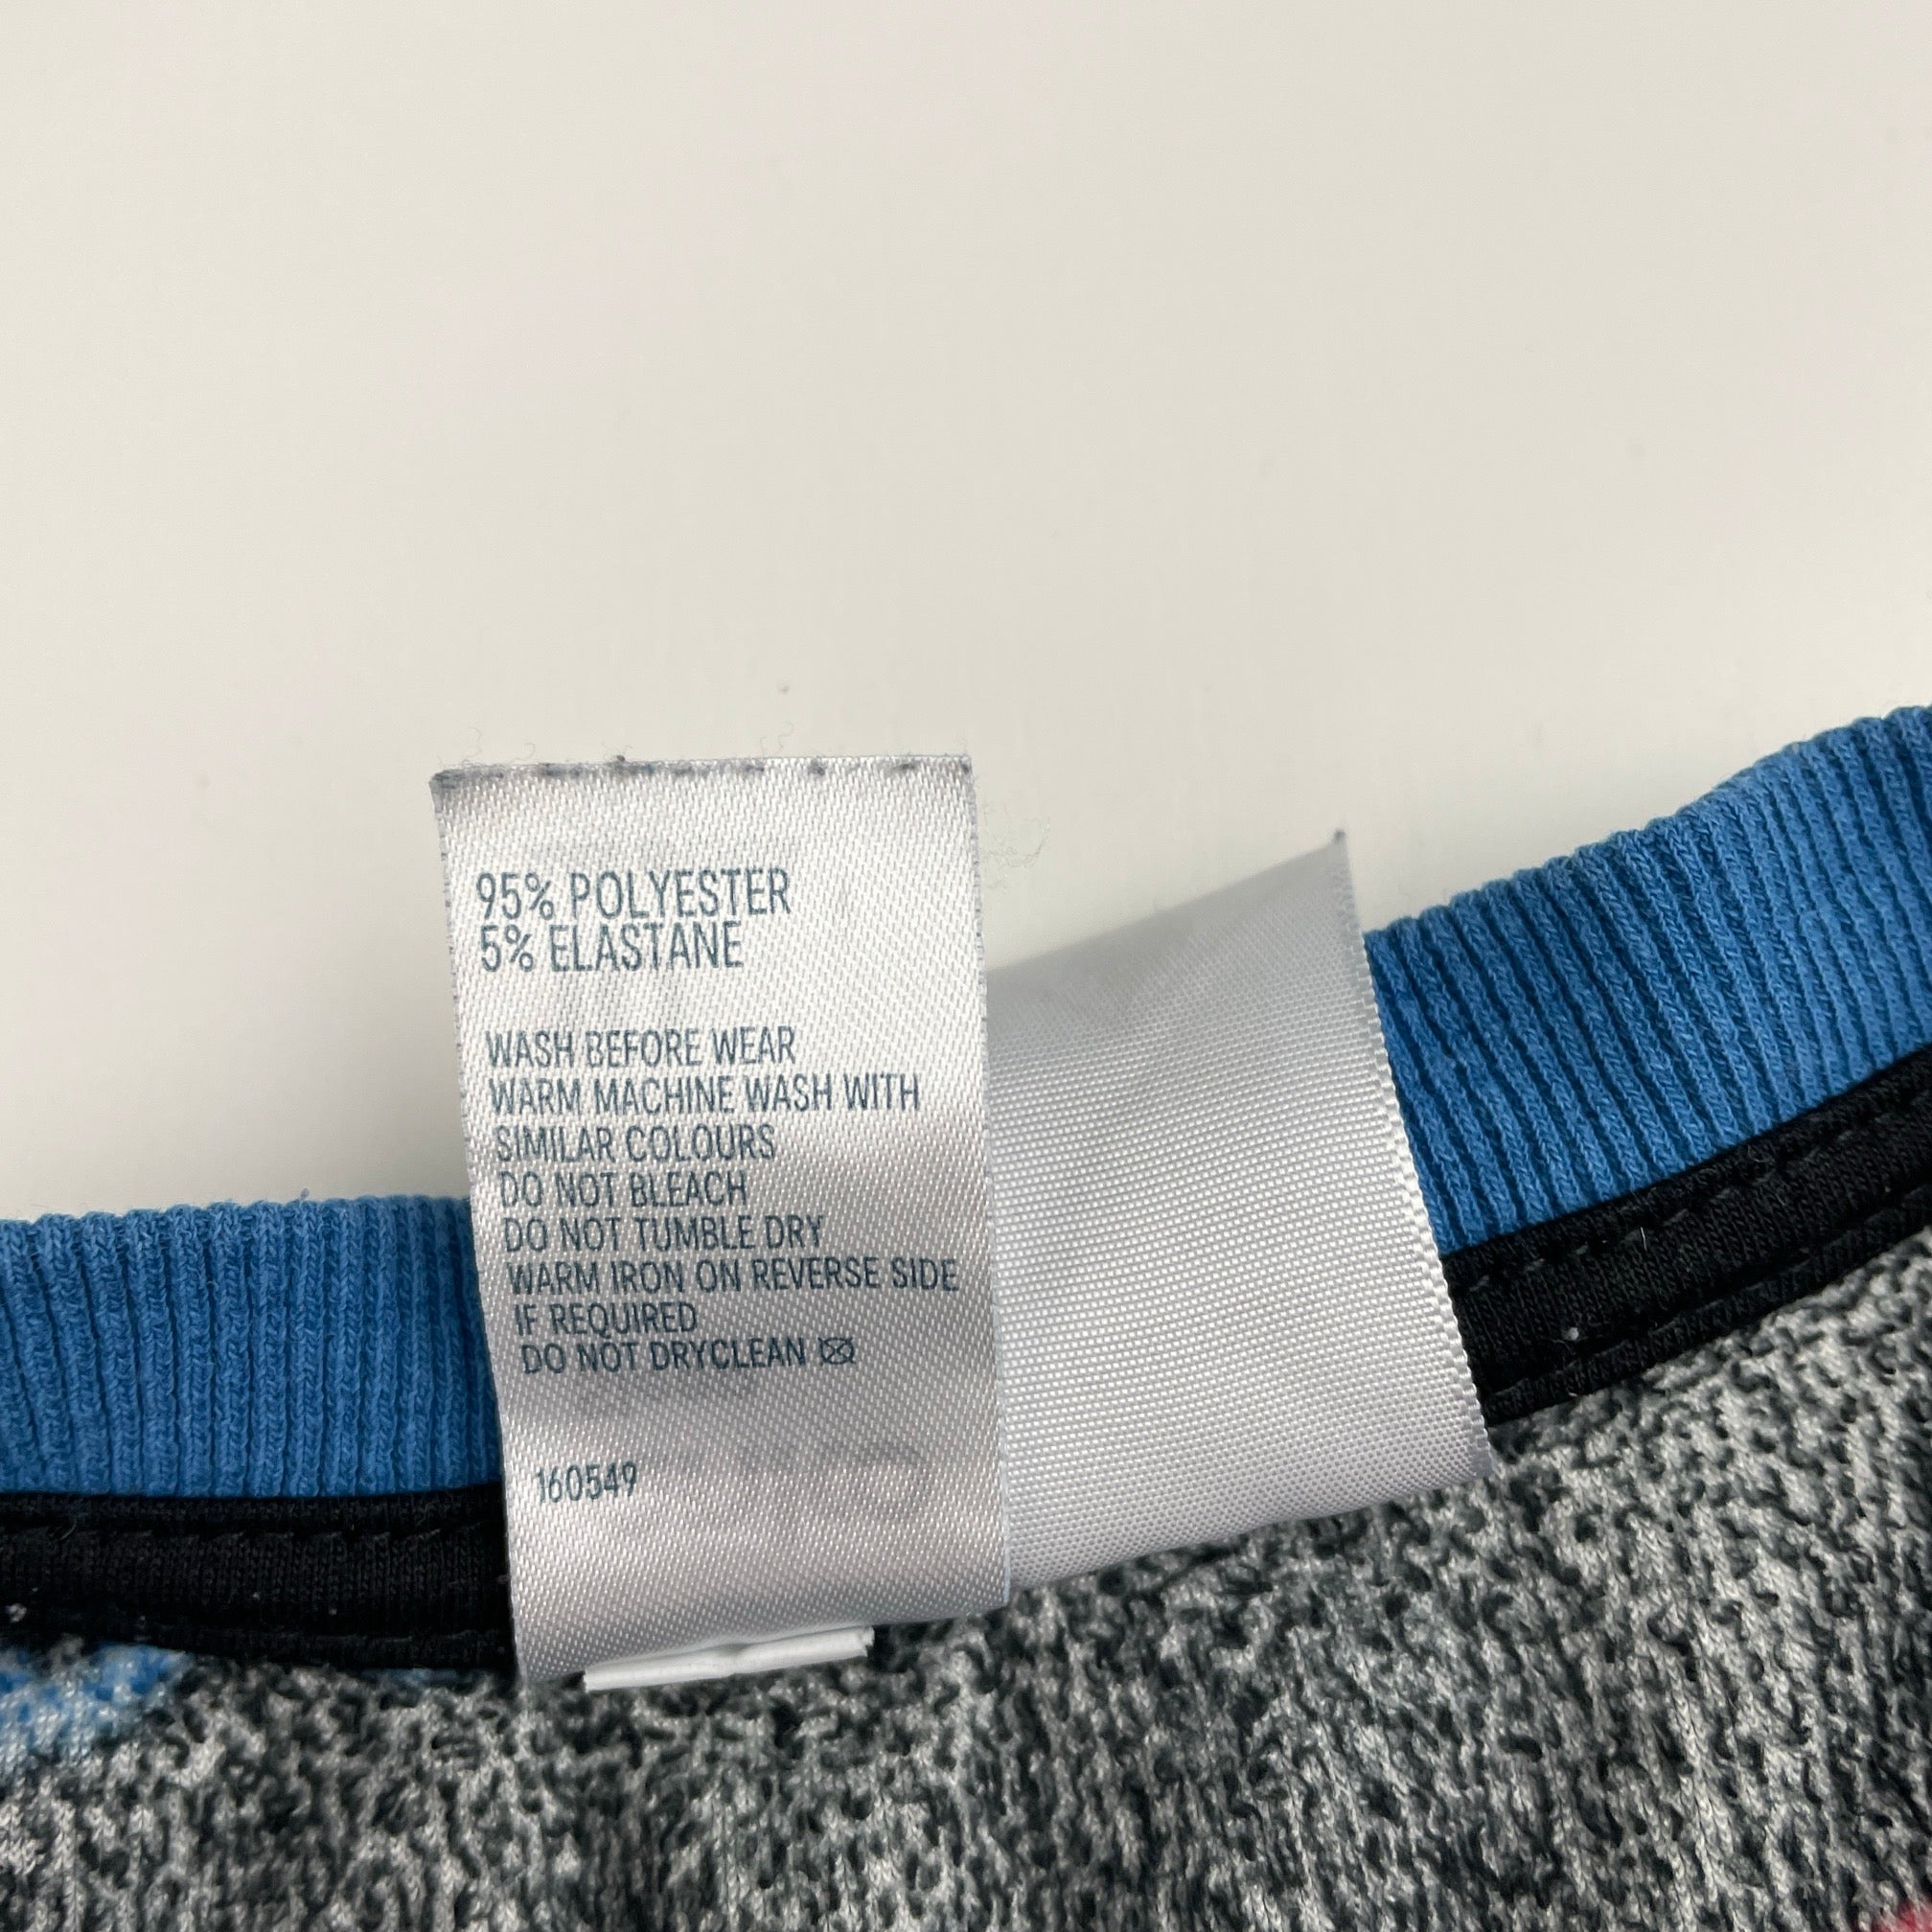 95% POLYESTER
5% ELASTANE
WASH BEFORE WEAR
WARM MACHINE WASH WITH
SIMILAR COLOURS
DO NOT BLEACH
DO NOT TUMBLE DRY
WARM IRON ON REVERSE SIDE
IF REQUIRED
DO NOT DRYCLEAN
160549